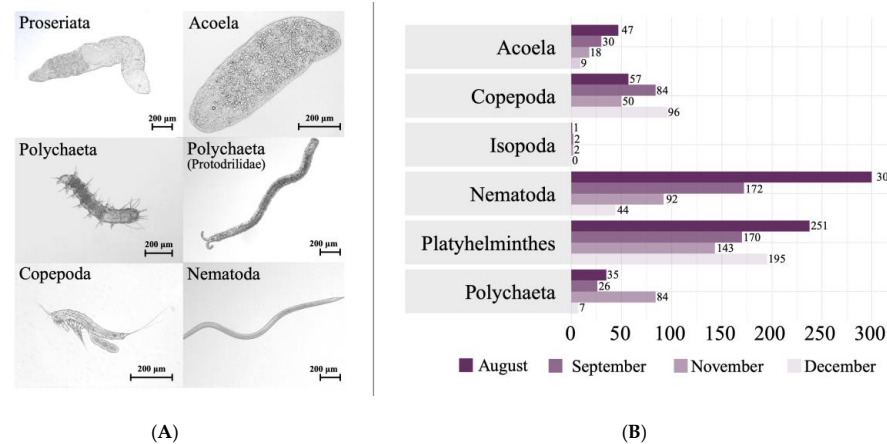 Proseriata
Acoela
200 µm
200 µm
Polychaeta
Polychaeta
(Protodrilidae)
200 µm
200 µm
Copepoda
Nematoda
200 µm
200 µm
(A)
Acoela
47
30
18
9
Copepoda
57
84
50
96
Isopoda
1
2
2
0
Nematoda
30
172
92
44
Platyhelminthes
251
170
143
195
Polychaeta
35
26
84
7
0 50 100 150 200 250 300
August September November December
(B)